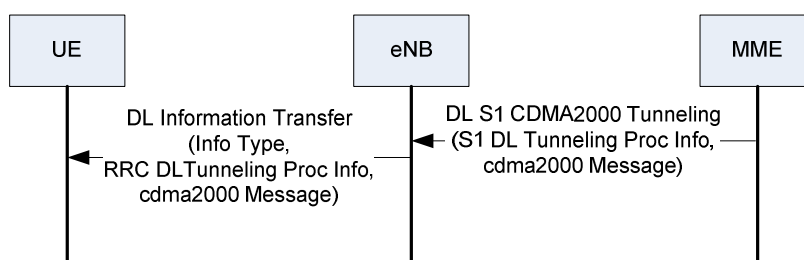 UE
eNB
MME
DL Information Transfer
(Info Type,
RRC DLTunneling Proc Info,
cdma2000 Message)
DL S1 CDMA2000 Tunneling
(S1 DL Tunneling Proc Info,
cdma2000 Message)